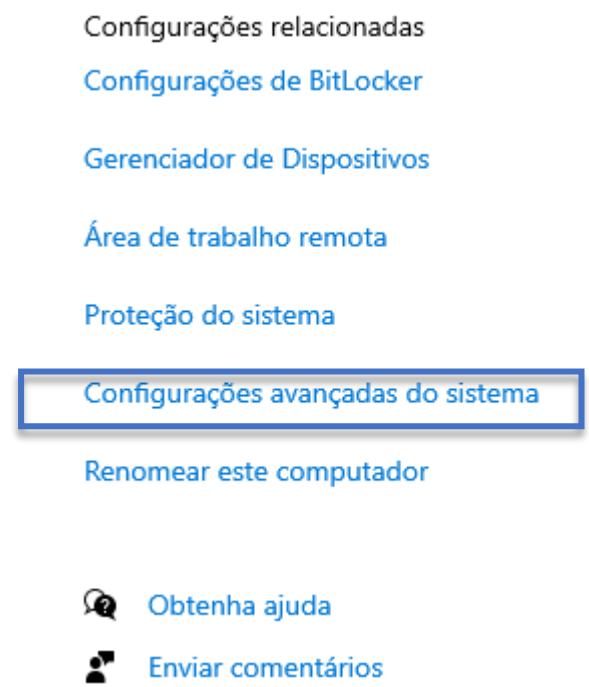 Configurações relacionadas
Configurações de BitLocker
Gerenciador de Dispositivos
Área de trabalho remota
Proteção do sistema
Configurações avançadas do sistema
Renomear este computador
Obtenha ajuda
Enviar comentários